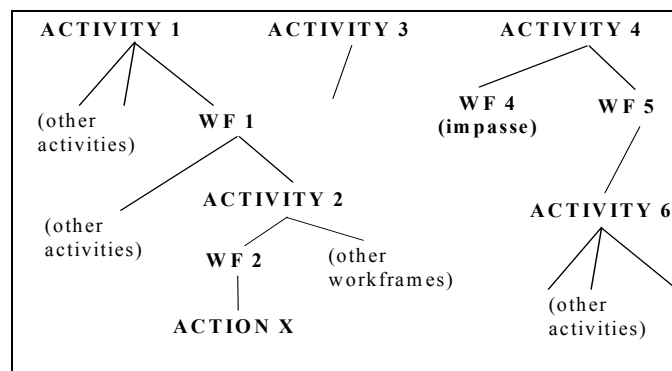 ACTIVITY 1 ACTIVITY 3 ACTIVITY 4
(other
activities)
WF 1
WF 4
(impasse)
WF 5
(other
activities)
ACTIVITY 2
ACTIVITY 6
WF 2
(other
workframes)
(other
activities)
ACTION X